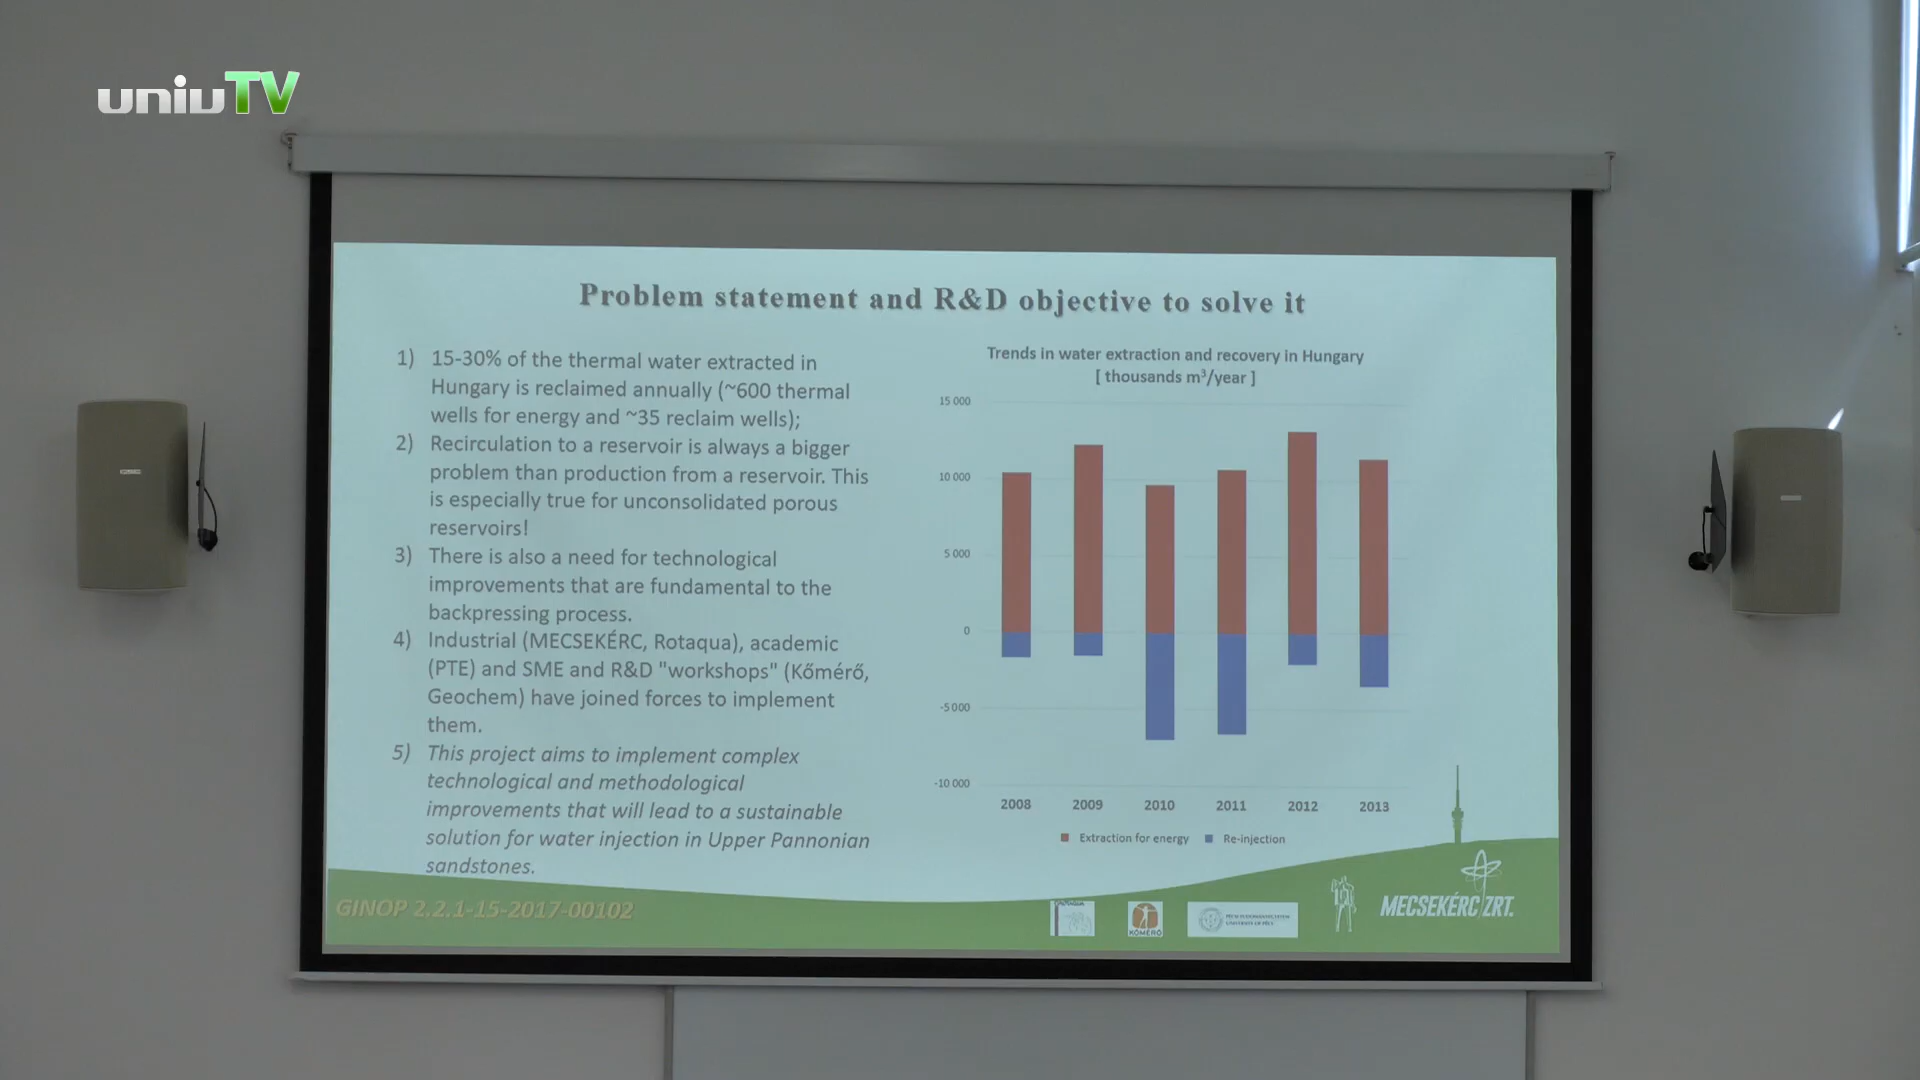 uniuTV
Problem statement and R&D objective to solve it
1) 15-30% of the thermal water extracted in
Hungary is reclaimed annually (~600 thermal
wells for energy and ~35 reclaim wells);
2) Recirculation to a reservoir is always a bigger
problem than production from a reservoir. This
is especially true for unconsolidated porous
reservoirs!
3) There is also a need for technological
improvements that are fundamental to the
backpressing process.
4) Industrial (MECSEKÉRC, Rotaqua), academic
(PTE) and SME and R&D "workshops" (Kőmérő,
Geochem) have joined forces to implement
them.
5) This project aims to implement complex
technological and methodological
improvements that will lead to a sustainable
solution for water injection in Upper Pannonian
sandstones.
Trends in water extraction and recovery in Hungary
[ thousands m³/year ]
15 000
10 000
5 000
0
-5 000
-10 000
2008 2009 2010 2011 2012 2013
Extraction for energy Re-injection
GINOP 2.2.1-15-2017-00102
KŐMÉRŐ
UNIVERSITY OF PÉCS
MECSEKÉRC ZRT.